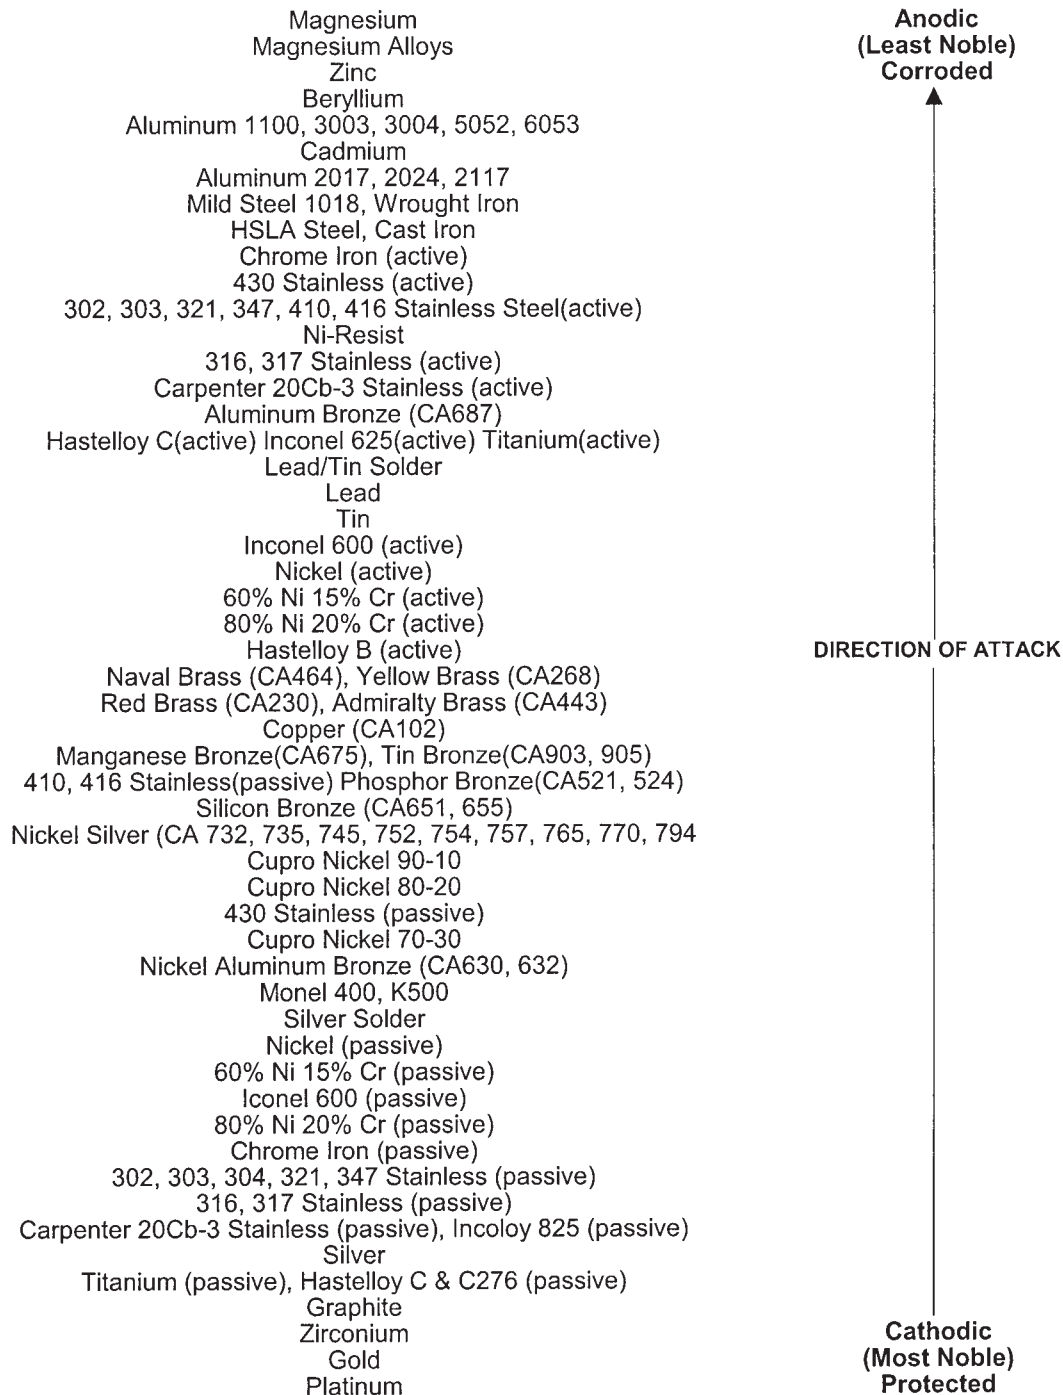 Magnesium
Magnesium Alloys
Zinc
Beryllium
Aluminum 1100, 3003, 3004, 5052, 6053
Cadmium
Aluminum 2017, 2024, 2117
Mild Steel 1018, Wrought Iron
HSLA Steel, Cast Iron
Chrome Iron (active)
430 Stainless (active)
302, 303, 321, 347, 410, 416 Stainless Steel(active)
Ni-Resist
316, 317 Stainless (active)
Carpenter 20Cb-3 Stainless (active)
Aluminum Bronze (CA687)
Hastelloy C(active) Inconel 625(active) Titanium(active)
Lead/Tin Solder
Lead
Tin
Inconel 600 (active)
Nickel (active)
60% Ni 15% Cr (active)
80% Ni 20% Cr (active)
Hastelloy B (active)
Naval Brass (CA464), Yellow Brass (CA268)
Red Brass (CA230), Admiralty Brass (CA443)
Copper (CA102)
Manganese Bronze(CA675), Tin Bronze(CA903, 905)
410, 416 Stainless(passive) Phosphor Bronze(CA521, 524)
Silicon Bronze (CA651, 655)
Nickel Silver (CA 732, 735, 745, 752, 754, 757, 765, 770, 794
Cupro Nickel 90-10
Cupro Nickel 80-20
430 Stainless (passive)
Cupro Nickel 70-30
Nickel Aluminum Bronze (CA630, 632)
Monel 400, K500
Silver Solder
Nickel (passive)
60% Ni 15% Cr (passive)
Iconel 600 (passive)
80% Ni 20% Cr (passive)
Chrome Iron (passive)
302, 303, 304, 321, 347 Stainless (passive)
316, 317 Stainless (passive)
Carpenter 20Cb-3 Stainless (passive), Incoloy 825 (passive)
Silver
Titanium (passive), Hastelloy C & C276 (passive)
Graphite
Zirconium
Gold
Platinum
Anodic
(Least Noble)
Corroded
DIRECTION OF ATTACK
Cathodic
(Most Noble)
Protected